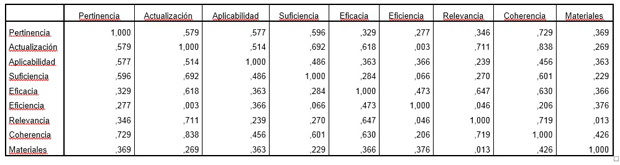 Pertinencia Actualización Aplicabilidad Suficiencia Eficacia Eficiencia Relevancia Coherencia Materiales
Pertinencia 1,000 ,579 ,577 ,596 ,329 ,277 ,346 ,729 ,369
Actualización ,579 1,000 ,514 ,692 ,618 ,003 ,711 ,838 ,269
Aplicabilidad ,577 ,514 1,000 ,486 ,363 ,366 ,239 ,456 ,363
Suficiencia ,596 ,692 ,486 1,000 ,284 ,066 ,270 ,601 ,229
Eficacia ,329 ,618 ,363 ,284 1,000 ,473 ,647 ,630 ,366
Eficiencia ,277 ,003 ,366 ,066 ,473 1,000 ,046 ,206 ,376
Relevancia ,346 ,711 ,239 ,270 ,647 ,046 1,000 ,719 ,013
Coherencia ,729 ,838 ,456 ,601 ,630 ,206 ,719 1,000 ,426
Materiales ,369 ,269 ,363 ,229 ,366 ,376 ,013 ,426 1,000